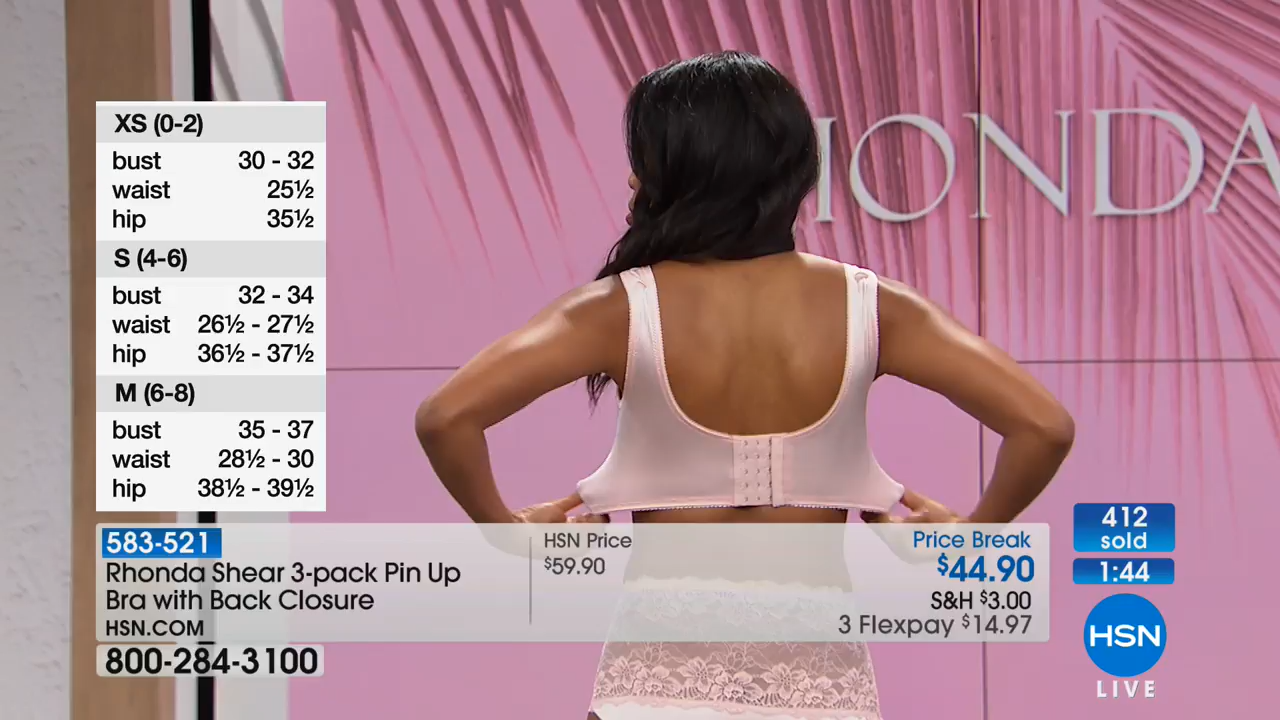 XS (0-2)
bust 30 - 32
waist 25½
hip 35½
S (4-6)
bust 32 - 34
waist 26½ - 27½
hip 36½ - 37½
M (6-8)
bust 35 - 37
waist 28½ - 30
hip 38½ - 39½
HONDA
583-521
Rhonda Shear 3-pack Pin Up
Bra with Back Closure
HSN.COM
800-284-3100
HSN Price
$59.90
Price Break
$44.90
S&H $3.00
3 Flexpay $14.97
412
sold
1:44
HSN
LIVE